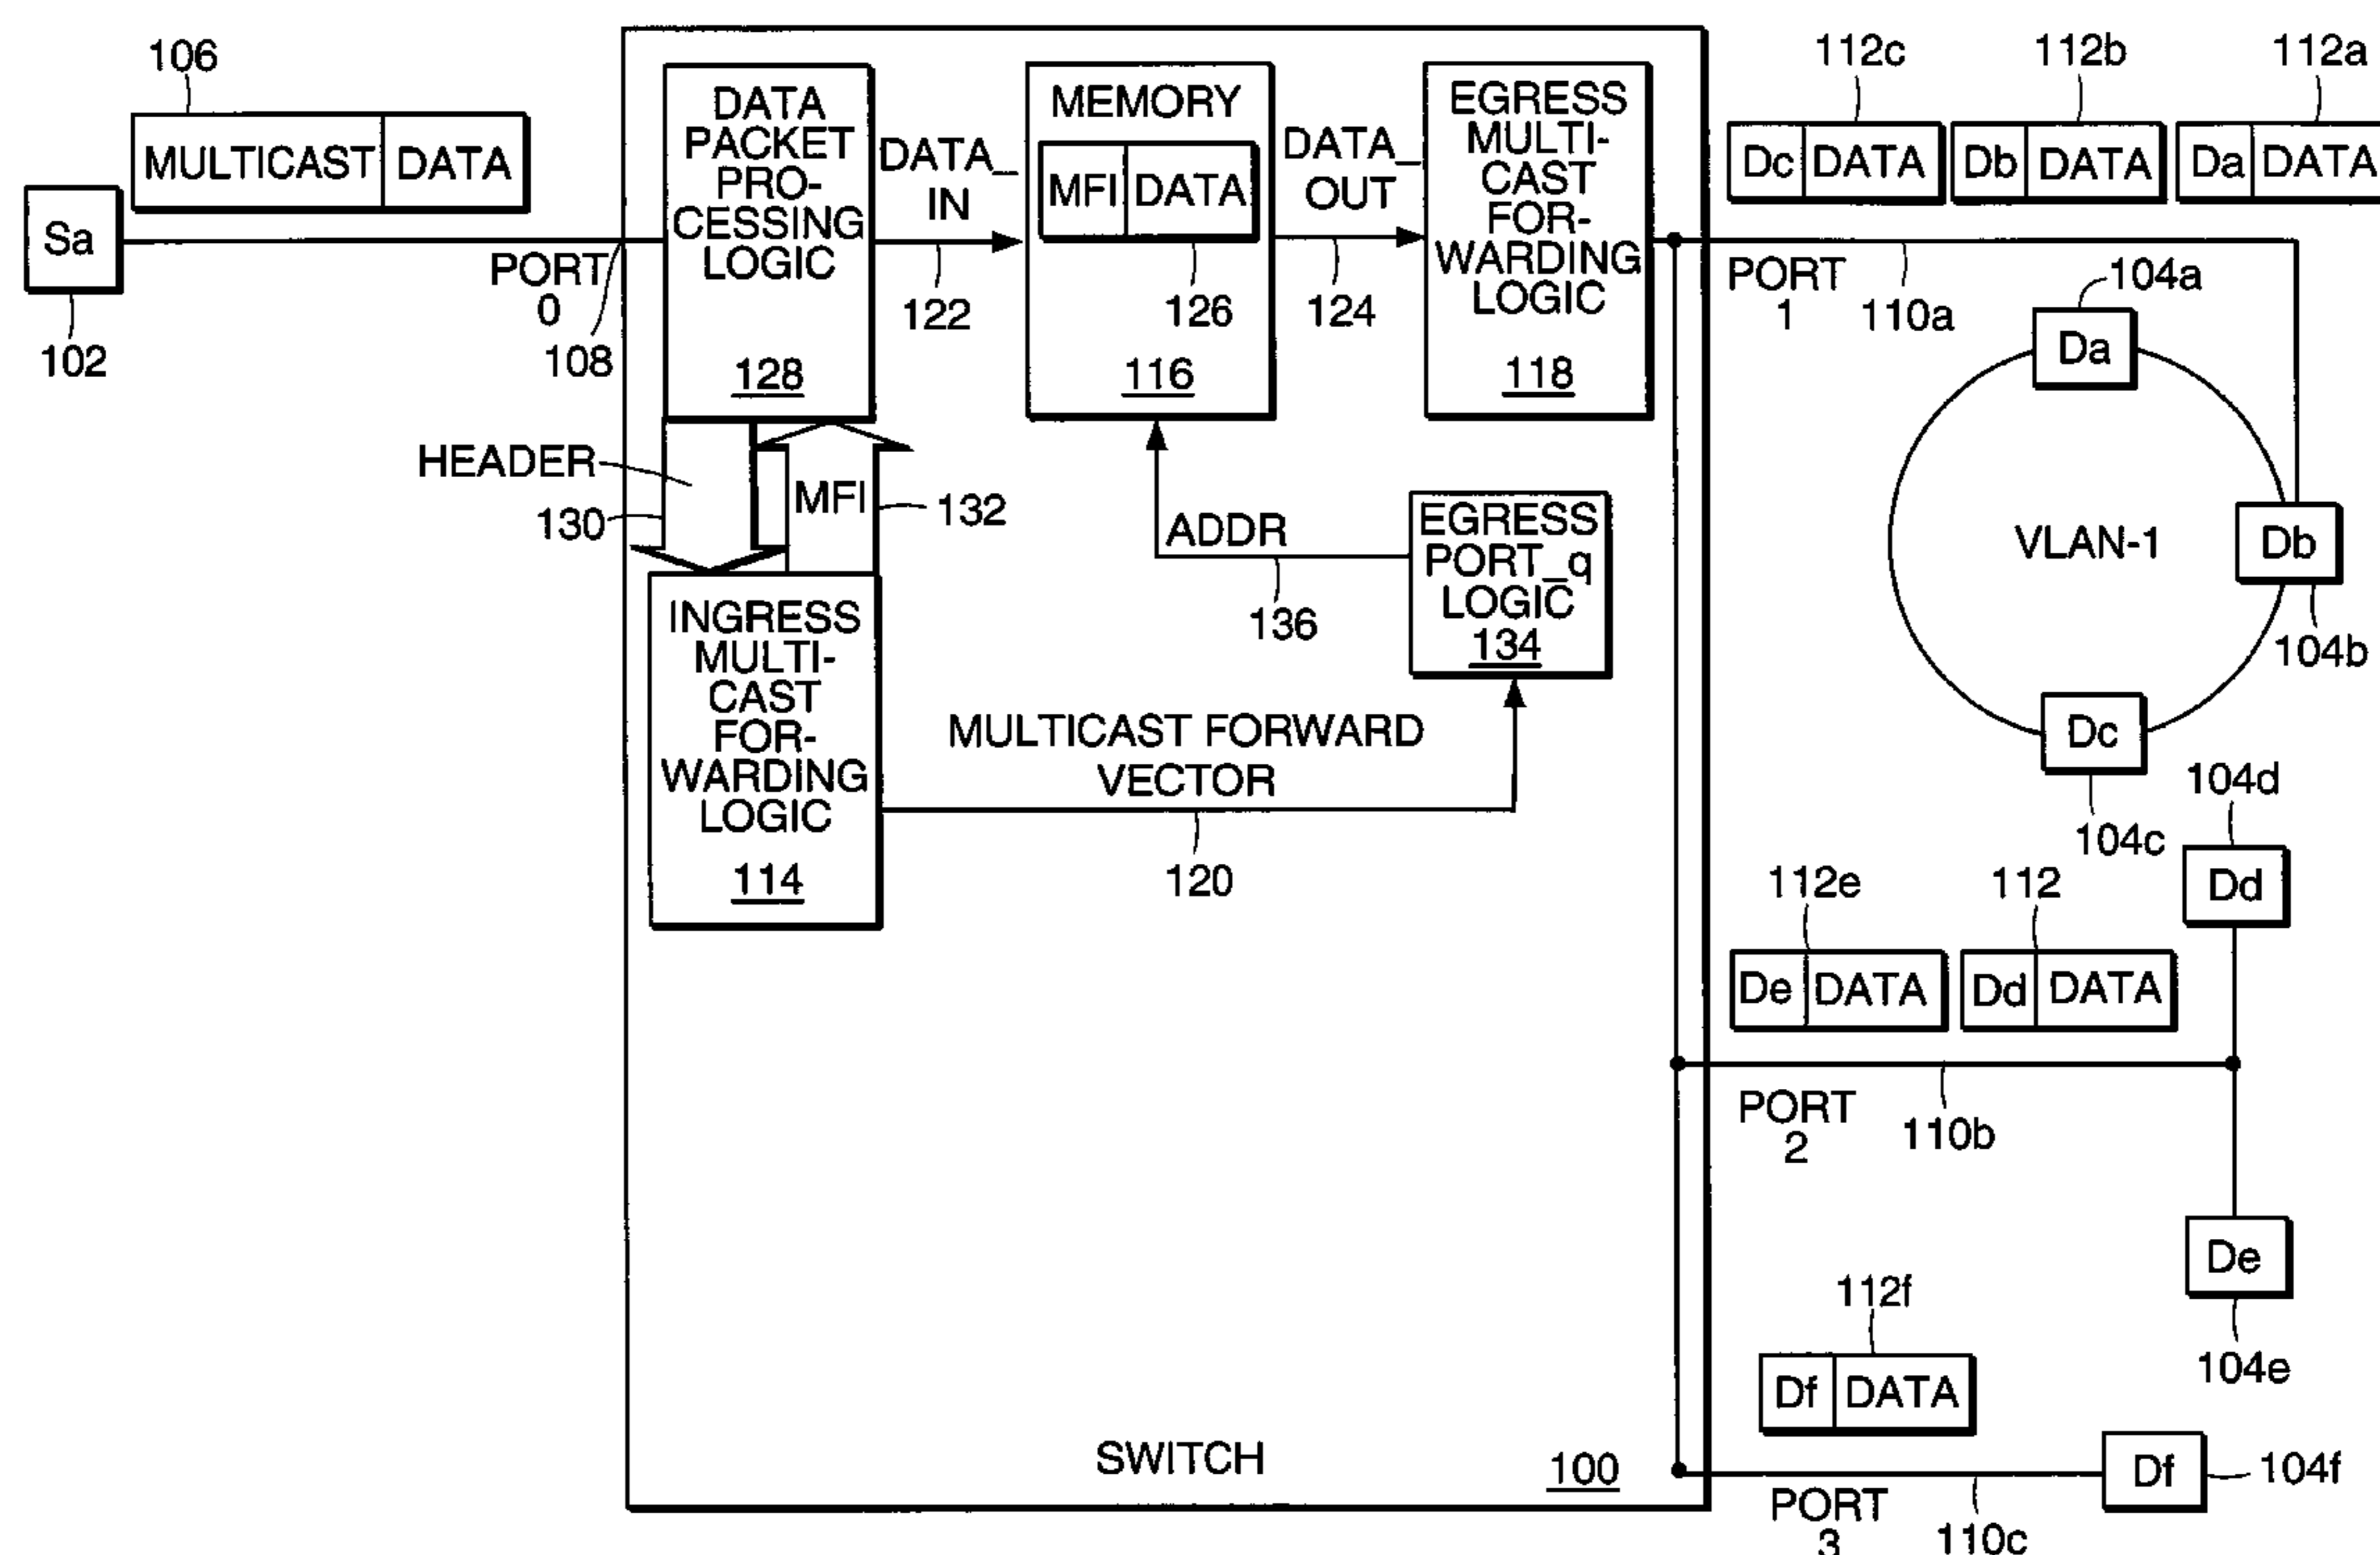 106
MULTICAST DATA
Sa
102
PORT
0
108
DATA
PACKET
PRO-
CESSING
LOGIC
128
DATA_
IN
122
MEMORY
MFI DATA
126
116
DATA_
OUT
124
EGRESS
MULTI-
CAST
FOR-
WARDING
LOGIC
118
HEADER
130
MFI
132
INGRESS
MULTI-
CAST
FOR-
WARDING
LOGIC
114
ADDR
136
EGRESS
PORT_q
LOGIC
134
MULTICAST FORWARD
VECTOR
120
SWITCH
100
112c
112b
112a
Dc DATA
Db DATA
Da DATA
PORT
1
110a
104a
Da
VLAN-1
Db
104b
Dc
104c
104d
Dd
112e
112
De DATA
Dd DATA
PORT
2
110b
De
104e
112f
Df DATA
Df
104f
PORT
3
110c